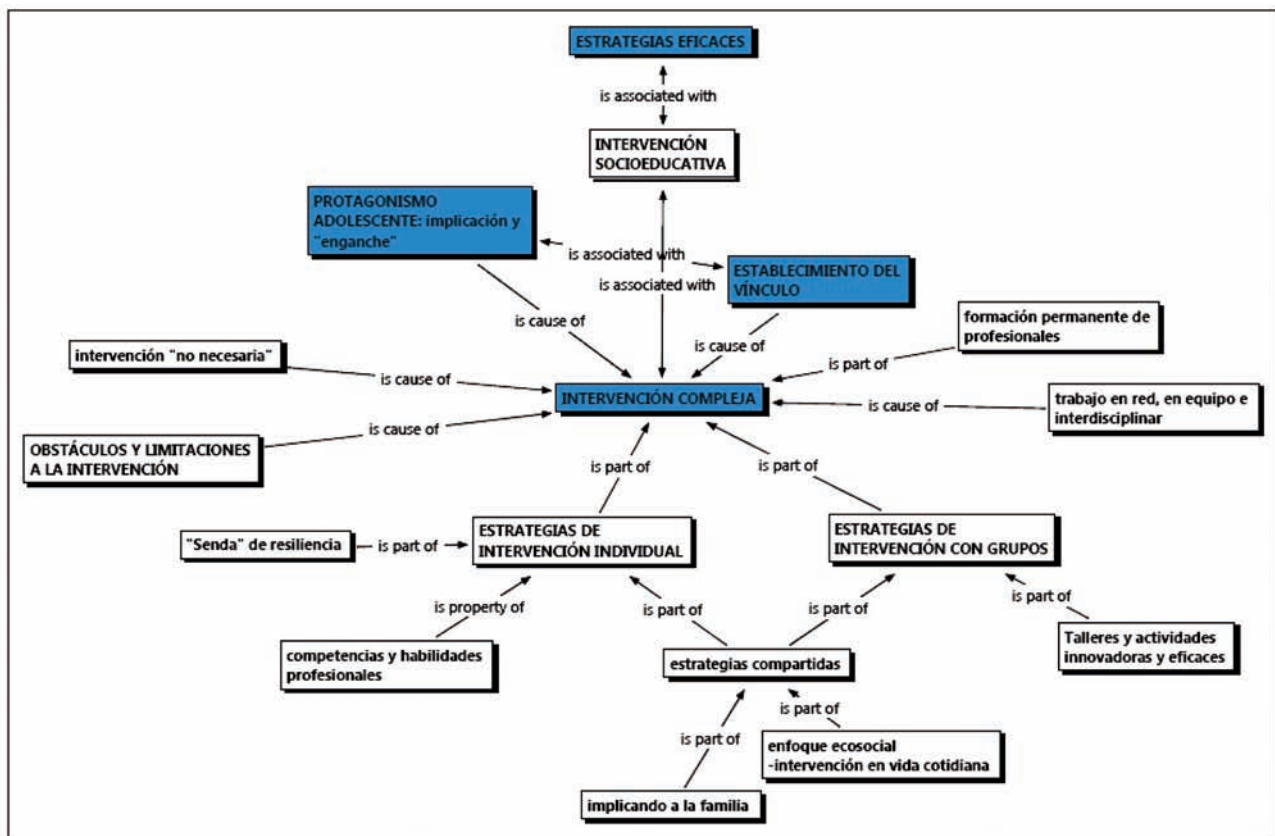 ESTRATEGIAS EFICACES
is associated with
INTERVENCIÓN
SOCIOEDUCATIVA
PROTAGONISMO
ADOLESCENTE: implicación y
"enganche"
is associated with
is associated with
ESTABLECIMIENTO DEL
VÍNCULO
is cause of
is cause of
formación permanente de
profesionales
is part of
intervención "no necesaria"
is cause of
INTERVENCIÓN COMPLEJA
is cause of
trabajo en red, en equipo e
interdisciplinar
is cause of
OBSTÁCULOS Y LIMITACIONES
A LA INTERVENCIÓN
is part of
is part of
"Senda" de resiliencia
is part of
ESTRATEGIAS DE
INTERVENCIÓN INDIVIDUAL
ESTRATEGIAS DE
INTERVENCIÓN CON GRUPOS
is property of
is part of
is part of
is part of
competencias y habilidades
profesionales
estrategias compartidas
Talleres y actividades
innovadoras y eficaces
is part of
is part of
enfoque ecosocial
-intervención en vida cotidiana
implicando a la familia